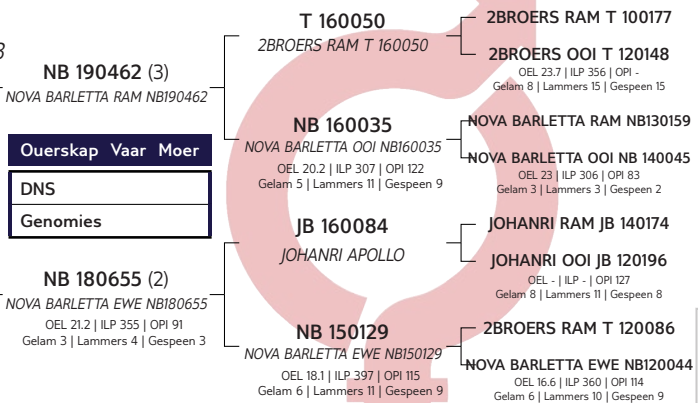 3
NB 190462 (3)
NOVA BARLETTA RAM NB190462
Ouerskap Vaar Moer
DNS
Genomies
NB 180655 (2)
NOVA BARLETTA EWE NB180655
OEL 21.2 | ILP 355 | OPI 91
Gelam 3 | Lammers 4 | Gespeen 3
T 160050
2BROERS RAM T 160050
NB 160035
NOVA BARLETTA OOI NB160035
OEL 20.2 | ILP 307 | OPI 122
Gelam 5 | Lammers 11 | Gespeen 9
JB 160084
JOHANRI APOLLO
NB 150129
NOVA BARLETTA EWE NB150129
OEL 18.1 | ILP 397 | OPI 115
Gelam 6 | Lammers 11 | Gespeen 9
2BROERS RAM T 100177
2BROERS OOI T 120148
OEL 23.7 | ILP 356 | OPI -
Gelam 8 | Lammers 15 | Gespeen 15
NOVA BARLETTA RAM NB130159
NOVA BARLETTA OOI NB 140045
OEL 23 | ILP 306 | OPI 83
Gelam 3 | Lammers 3 | Gespeen 2
JOHANRI RAM JB 140174
JOHANRI OOI JB 120196
OEL - | ILP - | OPI 127
Gelam 8 | Lammers 11 | Gespeen 8
2BROERS RAM T 120086
NOVA BARLETTA EWE NB120044
OEL 16.6 | ILP 360 | OPI 114
Gelam 6 | Lammers 10 | Gespeen 9